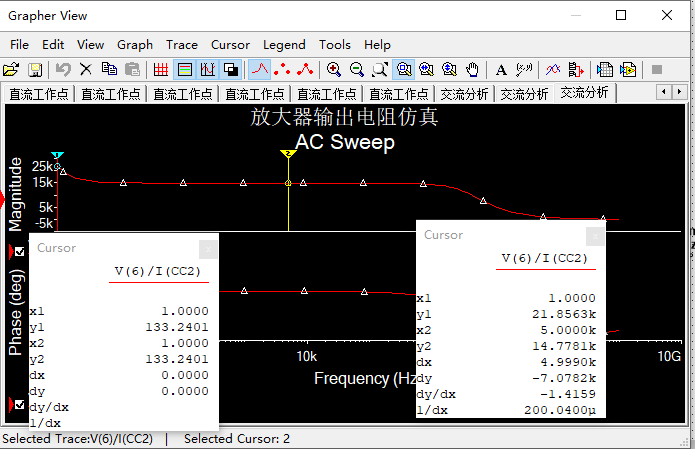 Grapher View
File Edit View Graph Trace Cursor Legend Tools Help
直流工作点 直流工作点 直流工作点 直流工作点 直流工作点 直流工作点 交流分析 交流分析 交流分析
放大器输出电阻仿真
AC Sweep
Magnitude
25k
15k
5k
-5k
Cursor
V(6)/I(CC2)
x1 1.0000
y1 133.2401
x2 1.0000
y2 133.2401
dx 0.0000
dy 0.0000
dy/dx
1/dx
Cursor
V(6)/I(CC2)
x1 1.0000
y1 21.8563k
x2 5.0000k
y2 14.7781k
dx 4.9990k
dy -7.0782k
dy/dx -1.4159
1/dx 200.0400µ
Phase (deg)
10k 10G
Frequency (Hz
Selected Trace:V(6)/I(CC2) | Selected Cursor: 2